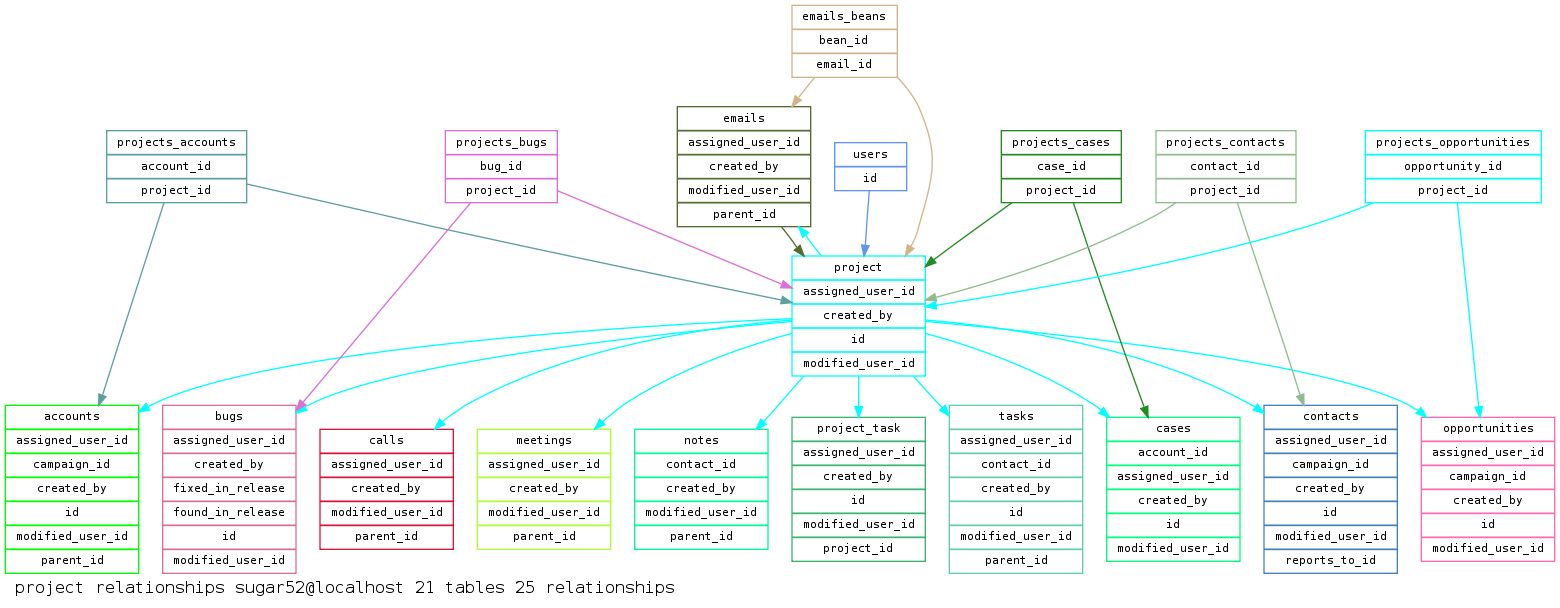 emails_beans
bean_id
email_id
emails
assigned_user_id
created_by
modified_user_id
parent_id
projects_accounts
account_id
project_id
projects_bugs
bug_id
project_id
users
id
projects_cases
case_id
project_id
projects_contacts
contact_id
project_id
projects_opportunities
opportunity_id
project_id
project
assigned_user_id
created_by
id
modified_user_id
accounts
assigned_user_id
campaign_id
created_by
id
modified_user_id
parent_id
bugs
assigned_user_id
created_by
fixed_in_release
found_in_release
id
modified_user_id
calls
assigned_user_id
created_by
modified_user_id
parent_id
meetings
assigned_user_id
created_by
modified_user_id
parent_id
notes
contact_id
created_by
modified_user_id
parent_id
project_task
assigned_user_id
created_by
id
modified_user_id
project_id
tasks
assigned_user_id
contact_id
created_by
id
modified_user_id
parent_id
cases
account_id
assigned_user_id
created_by
id
modified_user_id
contacts
assigned_user_id
campaign_id
created_by
id
modified_user_id
reports_to_id
opportunities
assigned_user_id
campaign_id
created_by
id
modified_user_id
project relationships sugar52@localhost 21 tables 25 relationships